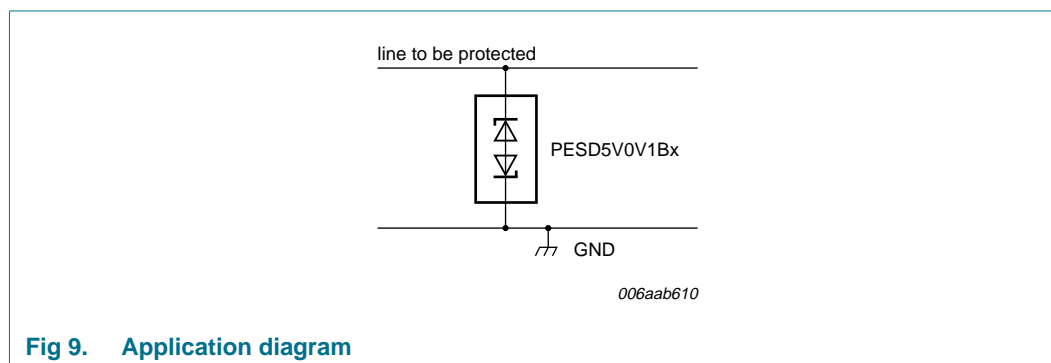 line to be protected
PESD5V0V1Bx
GND
006aab610
Fig 9. Application diagram